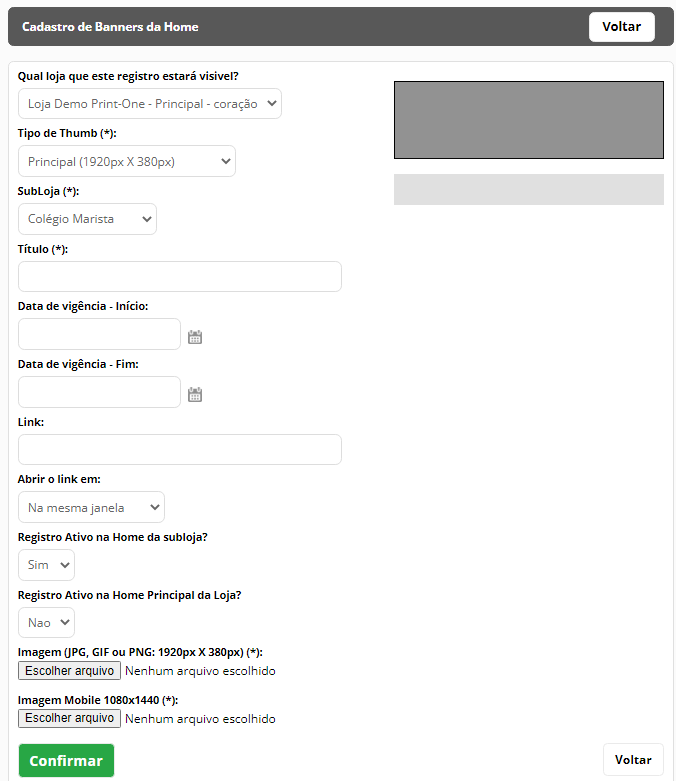 Cadastro de Banners da Home
Voltar
Qual loja que este registro estará visivel?
Loja Demo Print-One - Principal - coração
Tipo de Thumb (*):
Principal (1920px X 380px)
SubLoja (*):
Colégio Marista
Título (*):
Data de vigência - Início:
Data de vigência - Fim:
Link:
Abrir o link em:
Na mesma janela
Registro Ativo na Home da subloja?
Sim
Registro Ativo na Home Principal da Loja?
Nao
Imagem (JPG, GIF ou PNG: 1920px X 380px) (*):
Escolher arquivo Nenhum arquivo escolhido
Imagem Mobile 1080x1440 (*):
Escolher arquivo Nenhum arquivo escolhido
Confirmar
Voltar